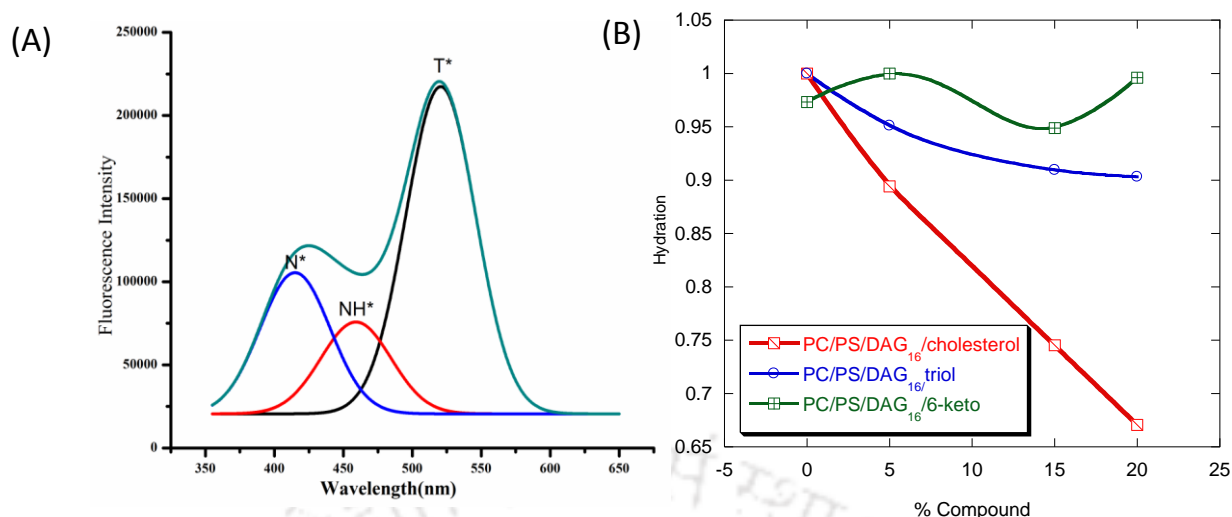 (A)
250000
200000
150000
100000
50000
0
Fluorescence Intensity
T*
N*
NH*
350 400 450 500 550 600 650
Wavelength(nm)
(B)
1.05
1
0.95
0.9
0.85
0.8
0.75
0.7
0.65
Hydration
PC/PS/DAG₁₆/cholesterol
PC/PS/DAG₁₆/triol
PC/PS/DAG₁₆/6-keto
-5 0 5 10 15 20 25
% Compound